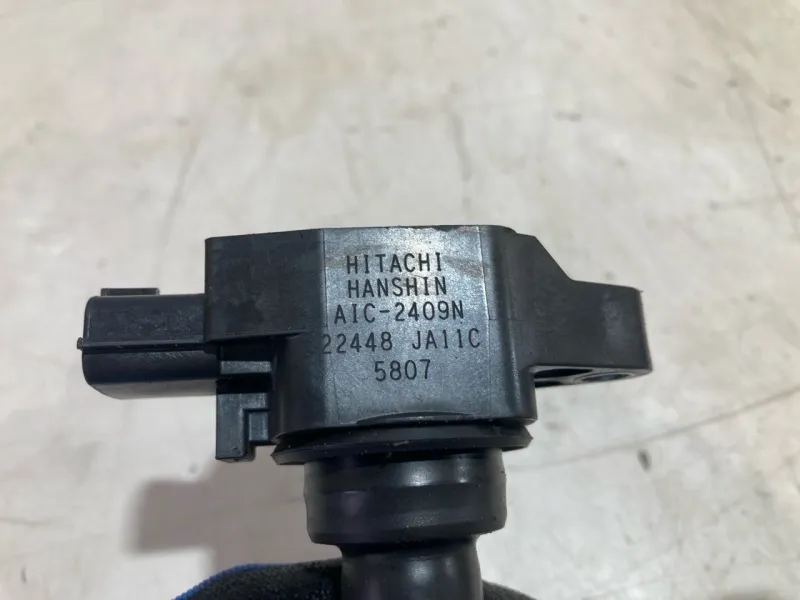 HITACHI
HANSHIN
AIC-2409N
22448 JA11C
5807